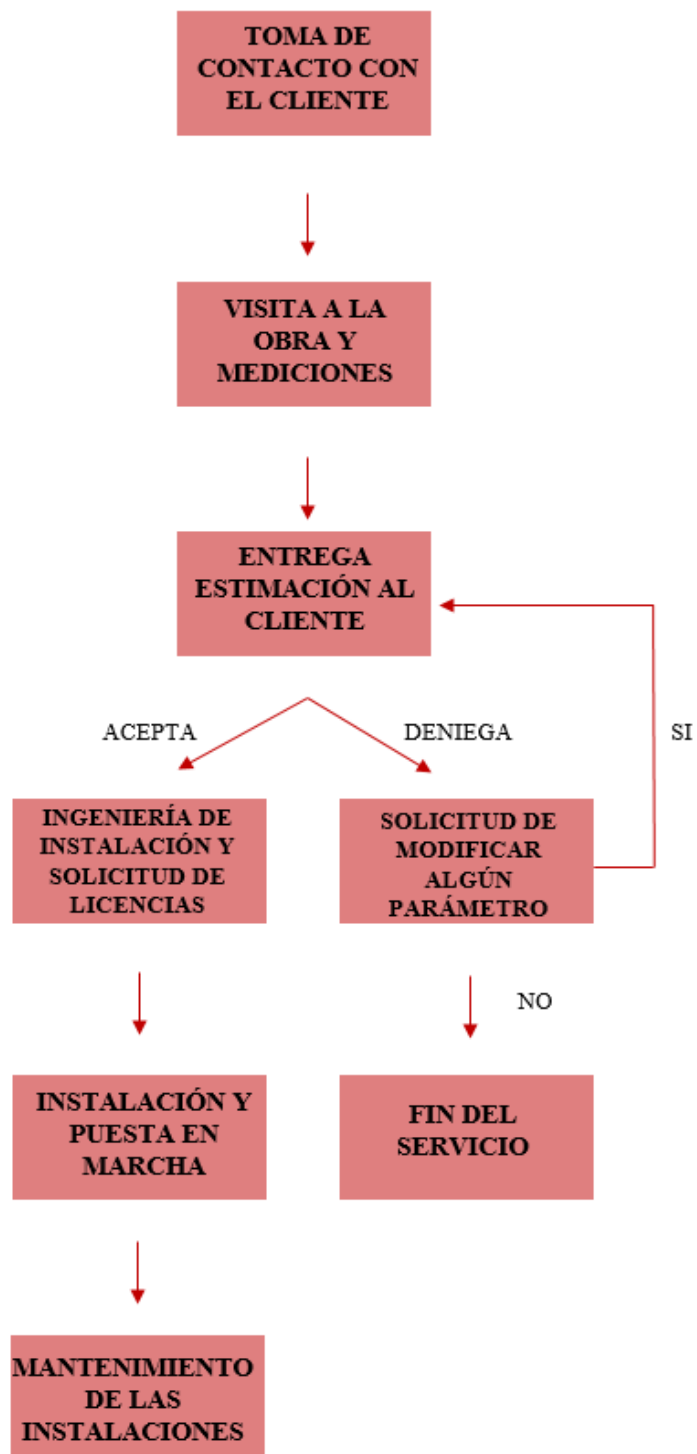 TOMA DE
CONTACTO CON
EL CLIENTE
VISITA A LA
OBRA Y
MEDICIONES
ENTREGA
ESTIMACIÓN AL
CLIENTE
ACEPTA
DENIEGA
SI
INGENIERÍA DE
INSTALACIÓN Y
SOLICITUD DE
LICENCIAS
SOLICITUD DE
MODIFICAR
ALGÚN
PARÁMETRO
NO
INSTALACIÓN Y
PUESTA EN
MARCHA
FIN DEL
SERVICIO
MANTENIMIENTO
DE LAS
INSTALACIONES